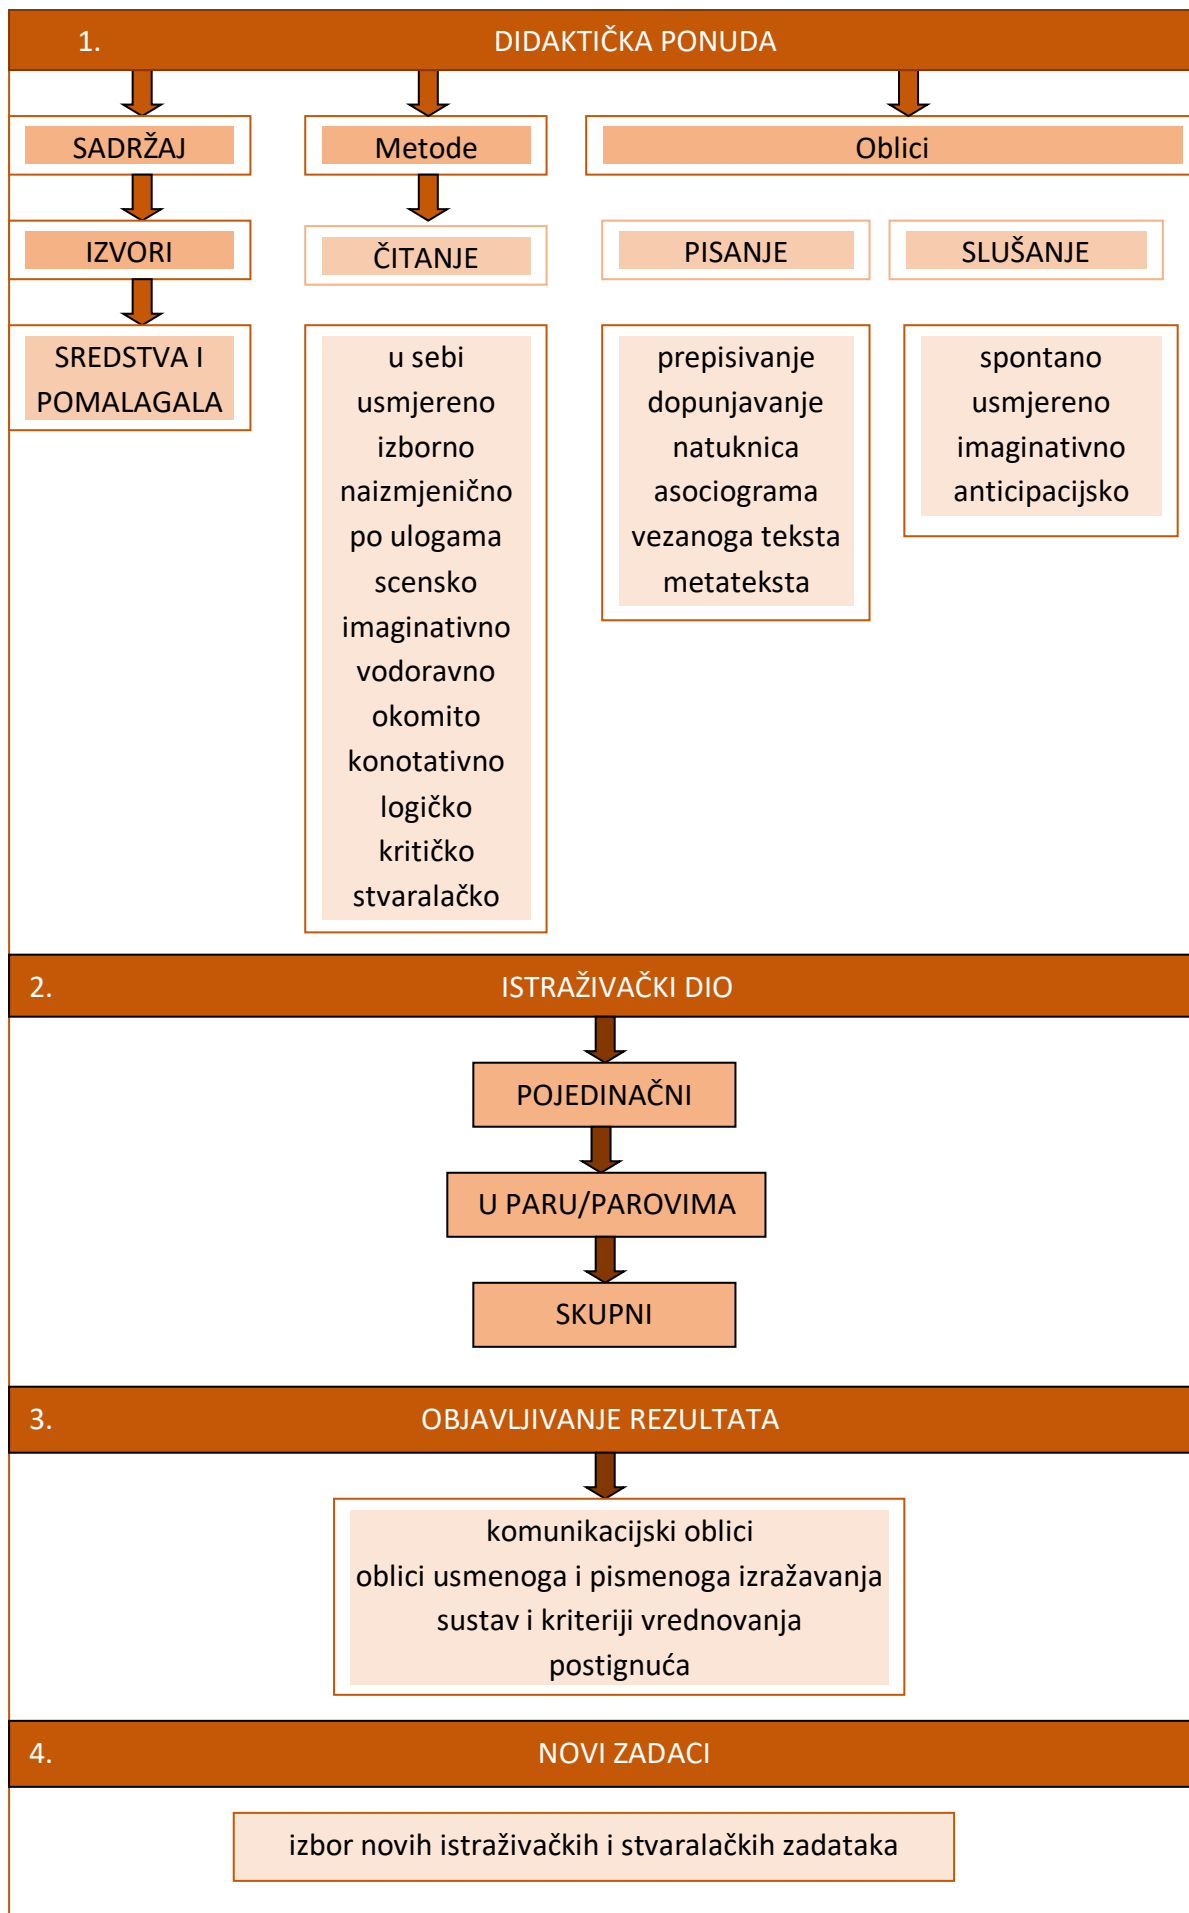 1. DIDAKTIČKA PONUDA
SADRŽAJ
Metode
Oblici
IZVORI
ČITANJE
PISANJE
SLUŠANJE
SREDSTVA I
POMALAGALA
u sebi
usmjereno
izborno
naizmjenično
po ulogama
scensko
imaginativno
vodoravno
okomito
konotativno
logičko
kritičko
stvaralačko
prepisivanje
dopunjavanje
natuknica
asociograma
vezanoga teksta
metateksta
spontano
usmjereno
imaginativno
anticipacijsko
2. ISTRAŽIVAČKI DIO
POJEDINAČNI
U PARU/PAROVIMA
SKUPNI
3. OBJAVLJIVANJE REZULTATA
komunikacijski oblici
oblici usmenoga i pismenoga izražavanja
sustav i kriteriji vrednovanja
postignuća
4. NOVI ZADACI
izbor novih istraživačkih i stvaralačkih zadataka